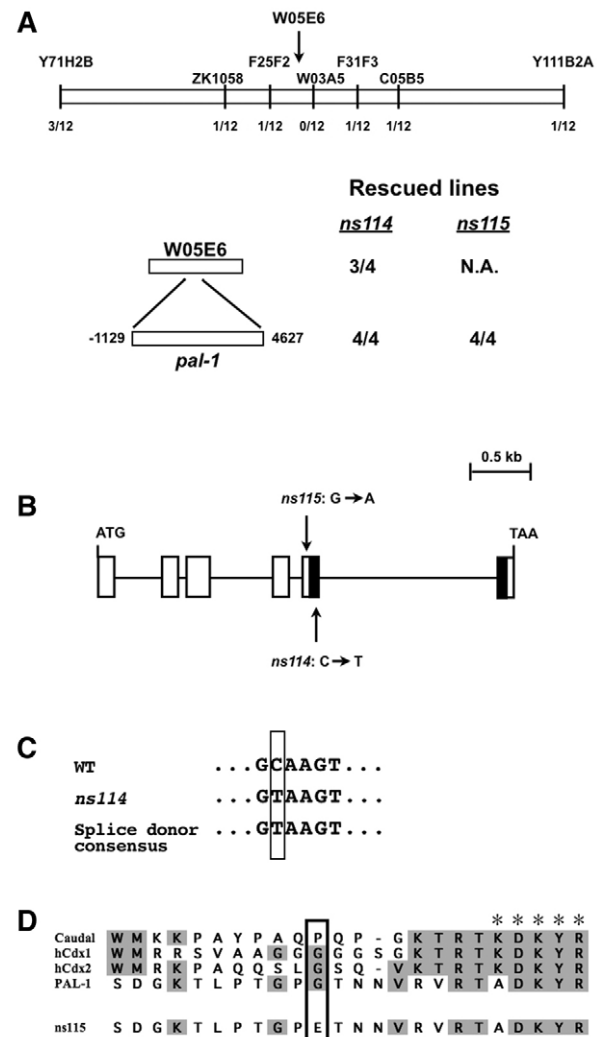 A
W05E6
Y71H2B ZK1058 F25F2 W03A5 F31F3 C05B5 Y111B2A
3/12 1/12 1/12 0/12 1/12 1/12 1/12
Rescued lines
ns114 ns115
W05E6 3/4 N.A.
-1129 4627 4/4 4/4
pal-1
0.5 kb
B
ns115: G → A
ATG TAA
ns114: C → T
C
WT ...GCAAGT...
ns114 ...GTAAGT...
Splice donor ...GTAAGT...
consensus
D
* * * * *
Caudal W M K K P A Y P A Q P Q P - G K T R T K D K Y R
hCdx1 W M R R S V A A G G G G G S G K T R T K D K Y R
hCdx2 W M R K P A Q Q S L G S Q - V K T R T K D K Y R
PAL-1 S D G K T L P T G P G T N N V R V R T A D K Y R
ns115 S D G K T L P T G P E T N N V R V R T A D K Y R